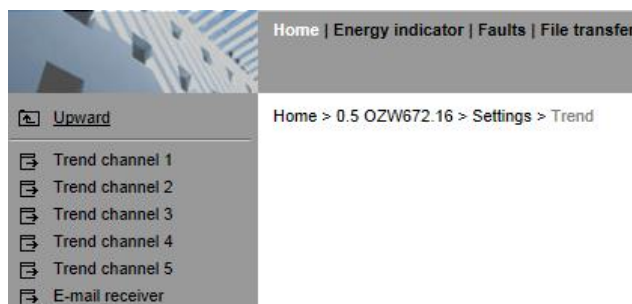 Home | Energy indicator | Faults | File transfer
Upward
Home > 0.5 OZW672.16 > Settings > Trend
Trend channel 1
Trend channel 2
Trend channel 3
Trend channel 4
Trend channel 5
E-mail receiver